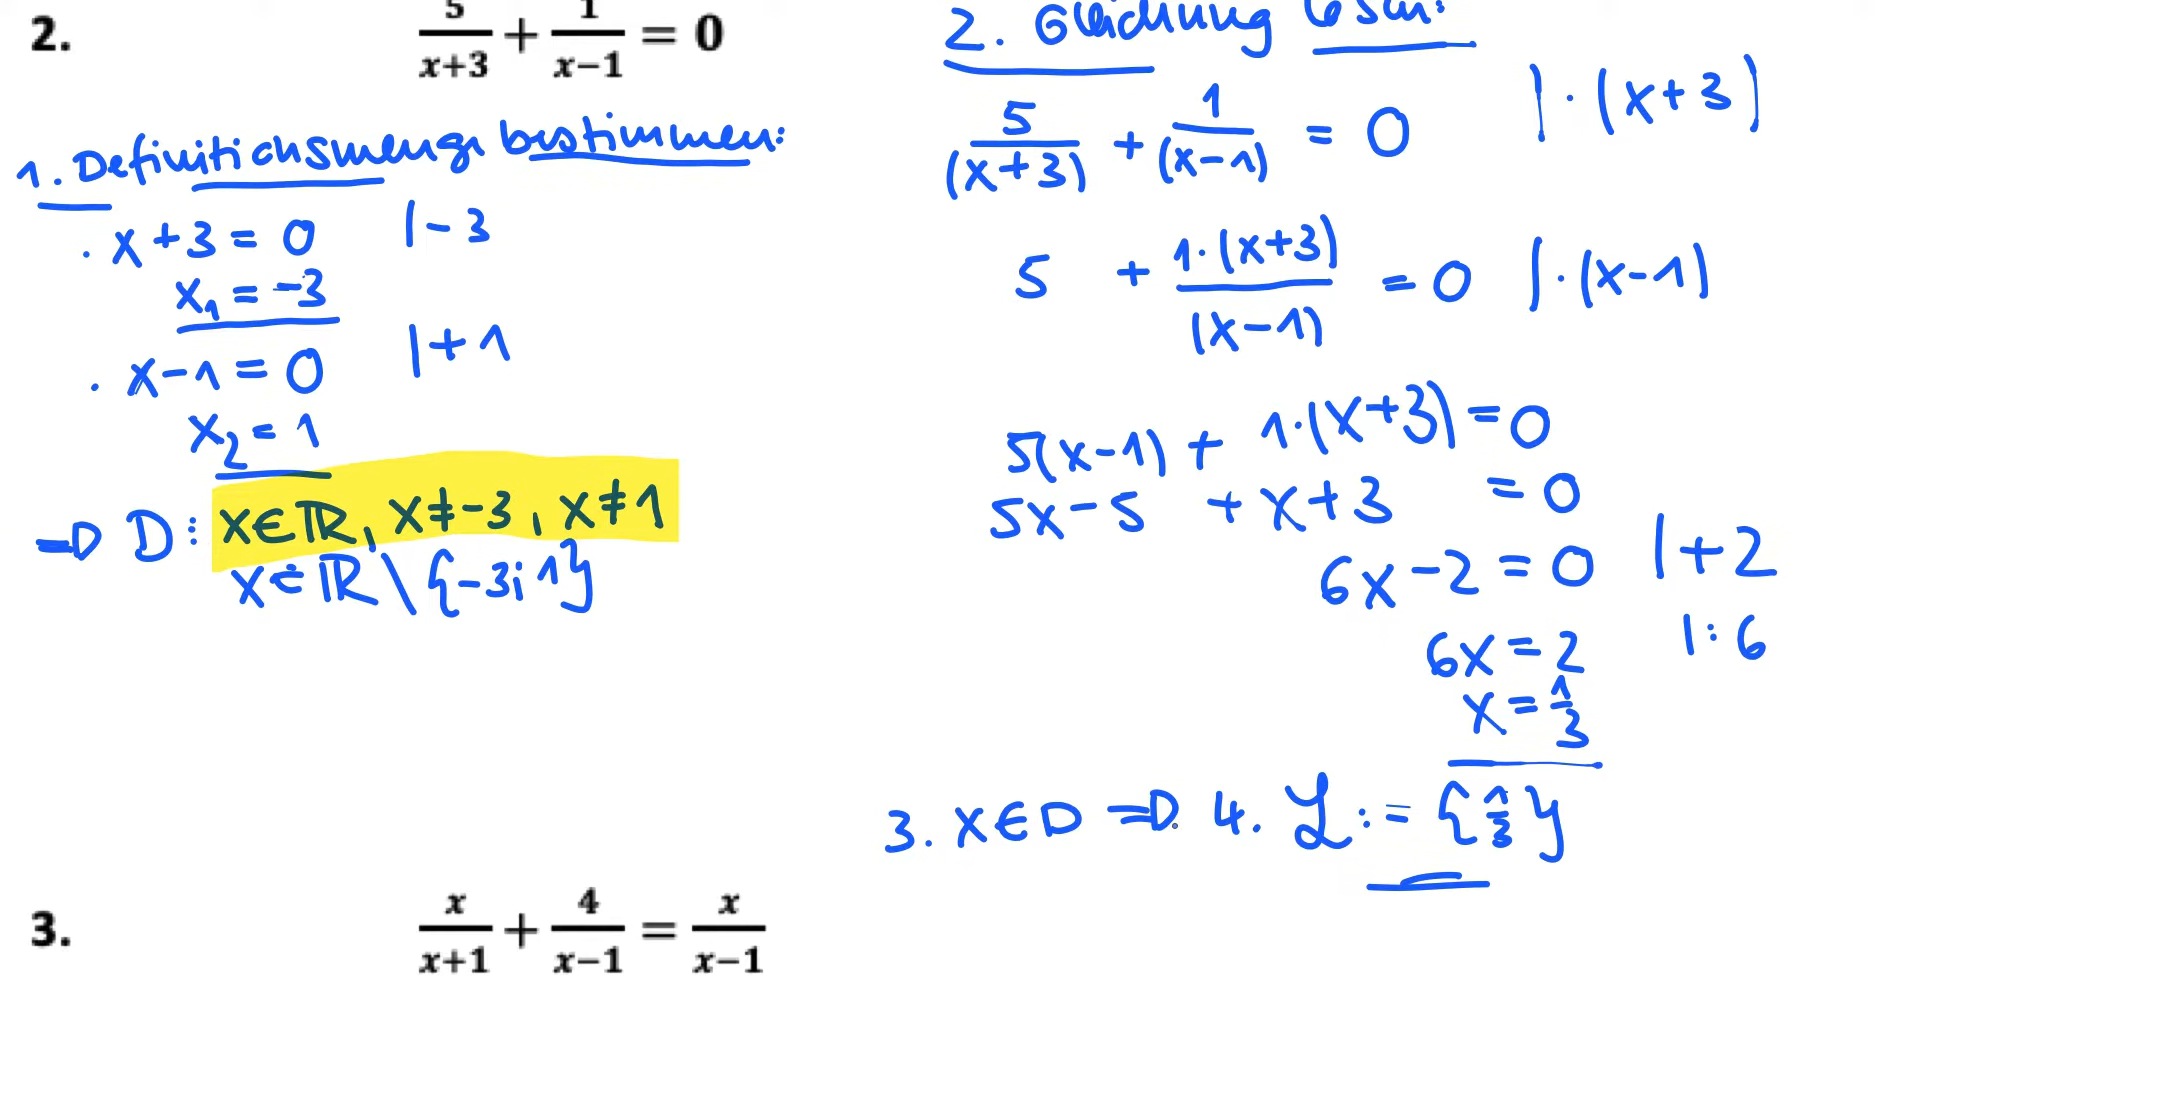 2. 5/(x+3) + 1/(x−1) = 0
1. Definitionsmenge bestimmen:
· x+3 = 0 |−3
x₁ = −3
· x−1 = 0 |+1
x₂ = 1
⇒ D: x∈ℝ, x≠−3, x≠1
x∈ℝ\{−3; 1}
2. Gleichung lösen:
5/(x+3) + 1/(x−1) = 0 |·(x+3)
5 + 1·(x+3)/(x−1) = 0 |·(x−1)
5(x−1) + 1·(x+3) = 0
5x−5 + x+3 = 0
6x−2 = 0 |+2
6x = 2 |:6
x = 1/3
3. x∈D ⇒ 4. L := {1/3}
3. x/(x+1) + 4/(x−1) = x/(x−1)